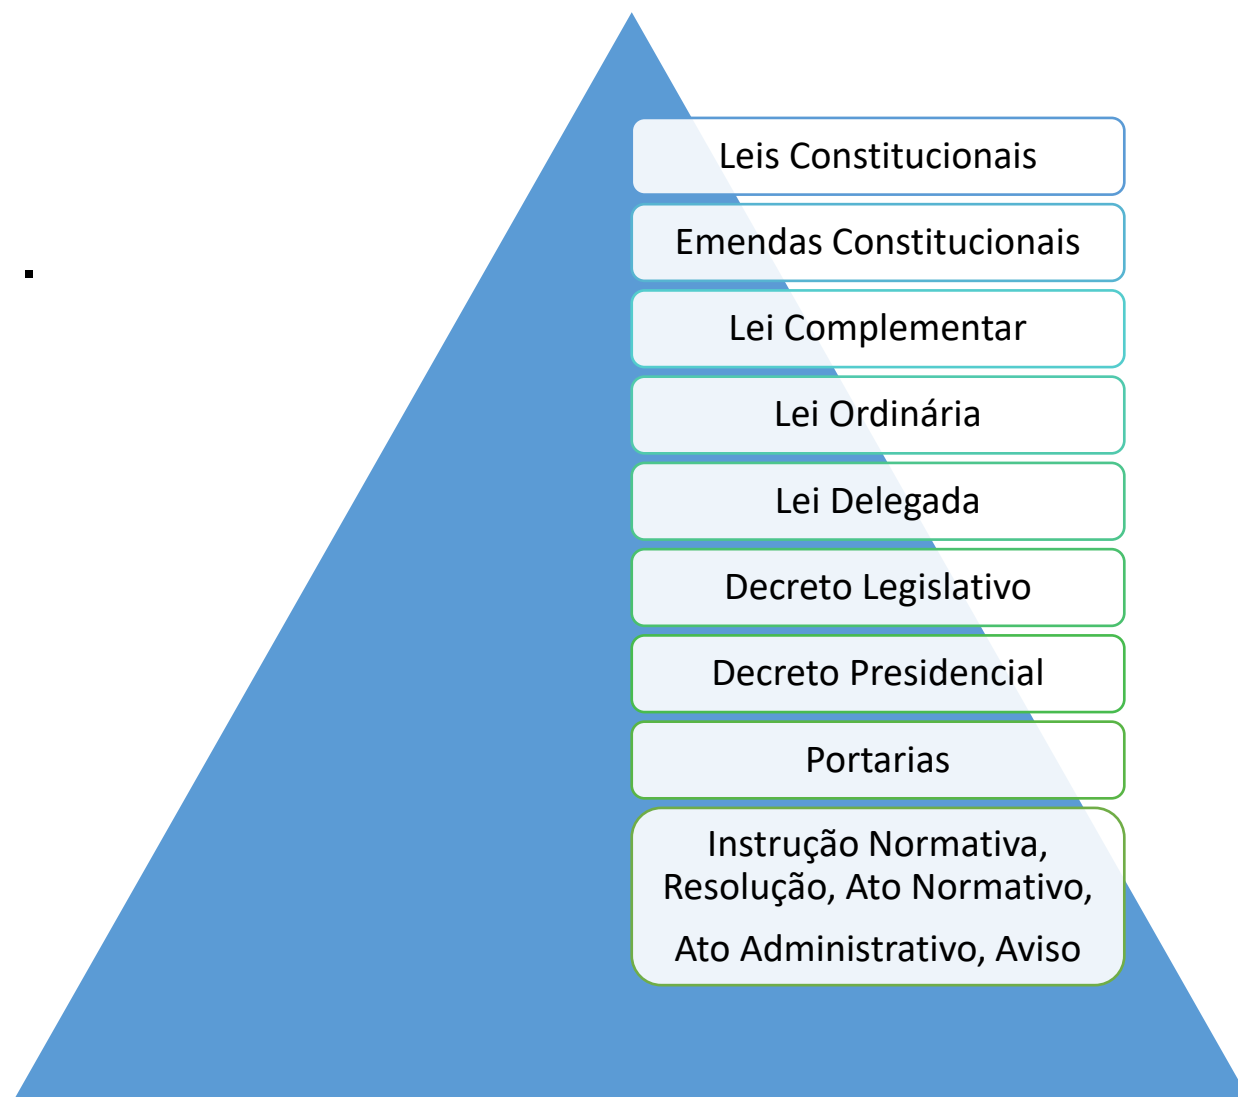 Leis Constitucionais
Emendas Constitucionais
Lei Complementar
Lei Ordinária
Lei Delegada
Decreto Legislativo
Decreto Presidencial
Portarias
Instrução Normativa,
Resolução, Ato Normativo,
Ato Administrativo, Aviso